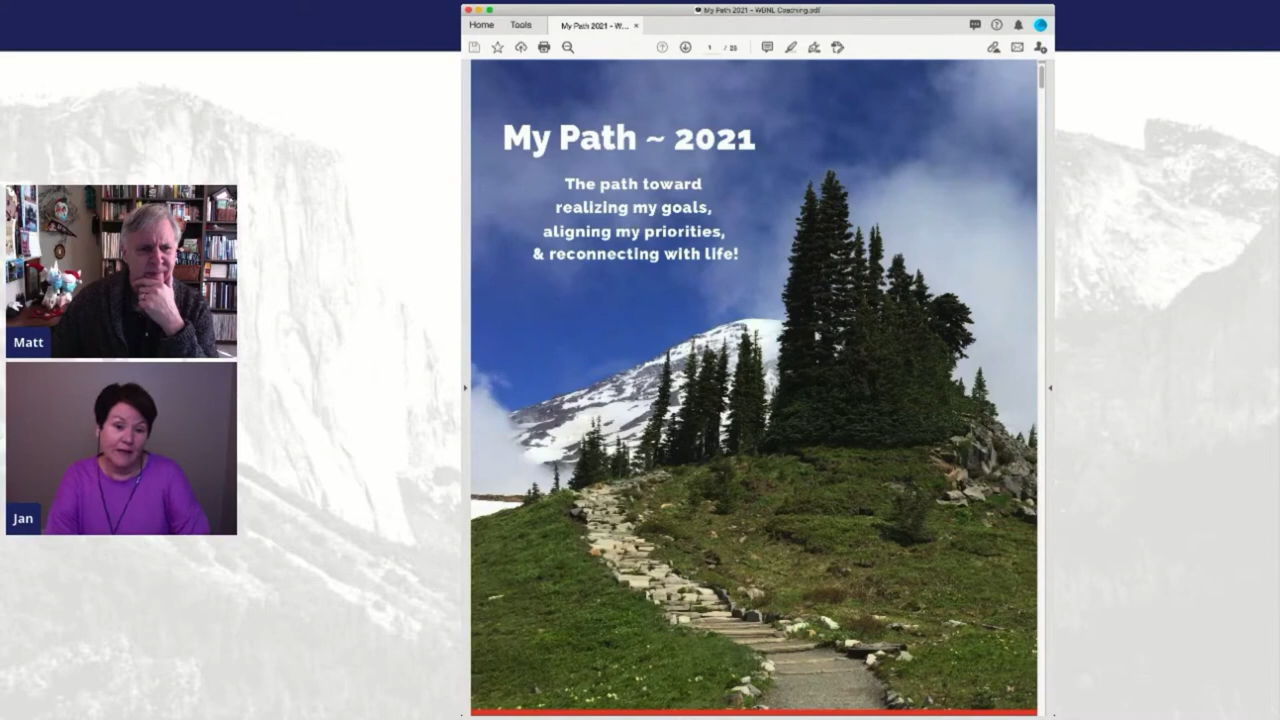 My Path 2021 - WBNL Coaching.pdf
Home Tools My Path 2021 - W... ×
1 / 25
My Path ~ 2021
The path toward
realizing my goals,
aligning my priorities,
& reconnecting with life!
Matt
Jan